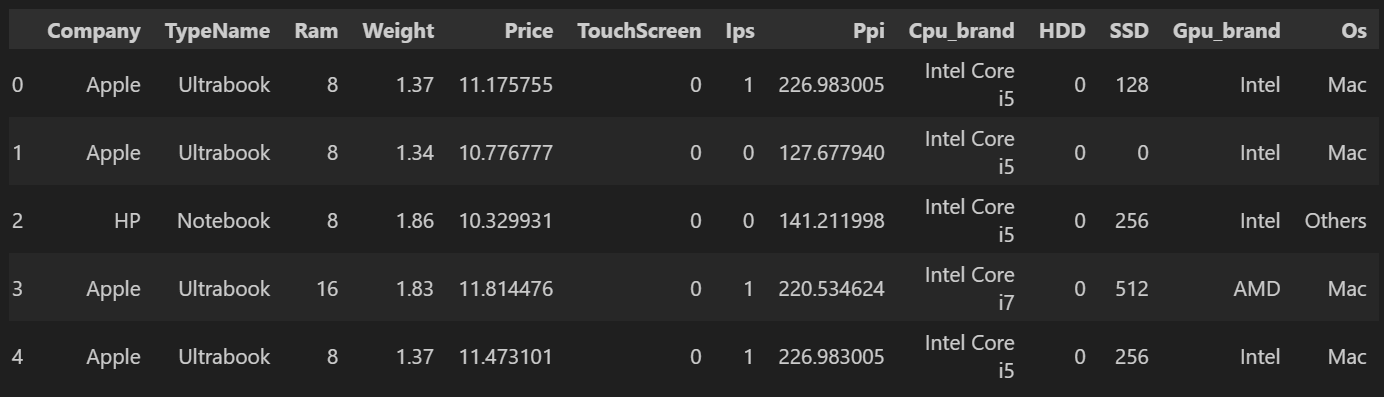 Company TypeName Ram Weight Price TouchScreen Ips Ppi Cpu_brand HDD SSD Gpu_brand Os
0 Apple Ultrabook 8 1.37 11.175755 0 1 226.983005 Intel Core i5 0 128 Intel Mac
1 Apple Ultrabook 8 1.34 10.776777 0 0 127.677940 Intel Core i5 0 0 Intel Mac
2 HP Notebook 8 1.86 10.329931 0 0 141.211998 Intel Core i5 0 256 Intel Others
3 Apple Ultrabook 16 1.83 11.814476 0 1 220.534624 Intel Core i7 0 512 AMD Mac
4 Apple Ultrabook 8 1.37 11.473101 0 1 226.983005 Intel Core i5 0 256 Intel Mac